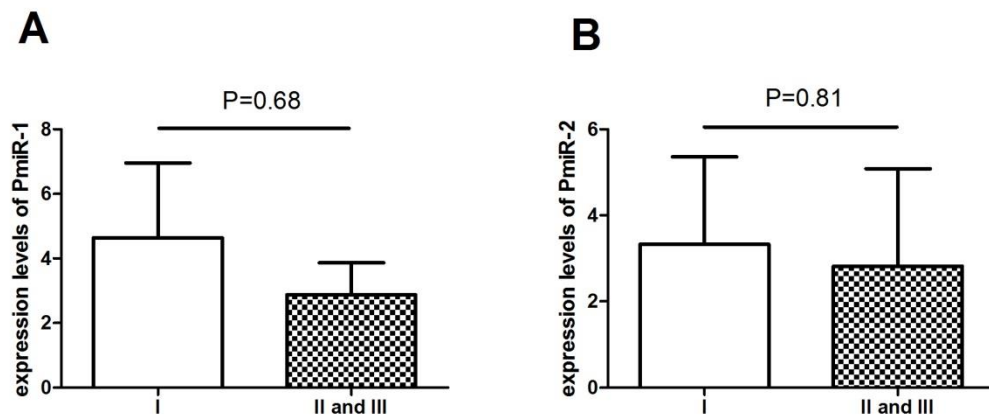 A
P=0.68
expression levels of PmiR-1
8
6
4
2
0
I
II and III
B
P=0.81
expression levels of PmiR-2
6
4
2
0
I
II and III